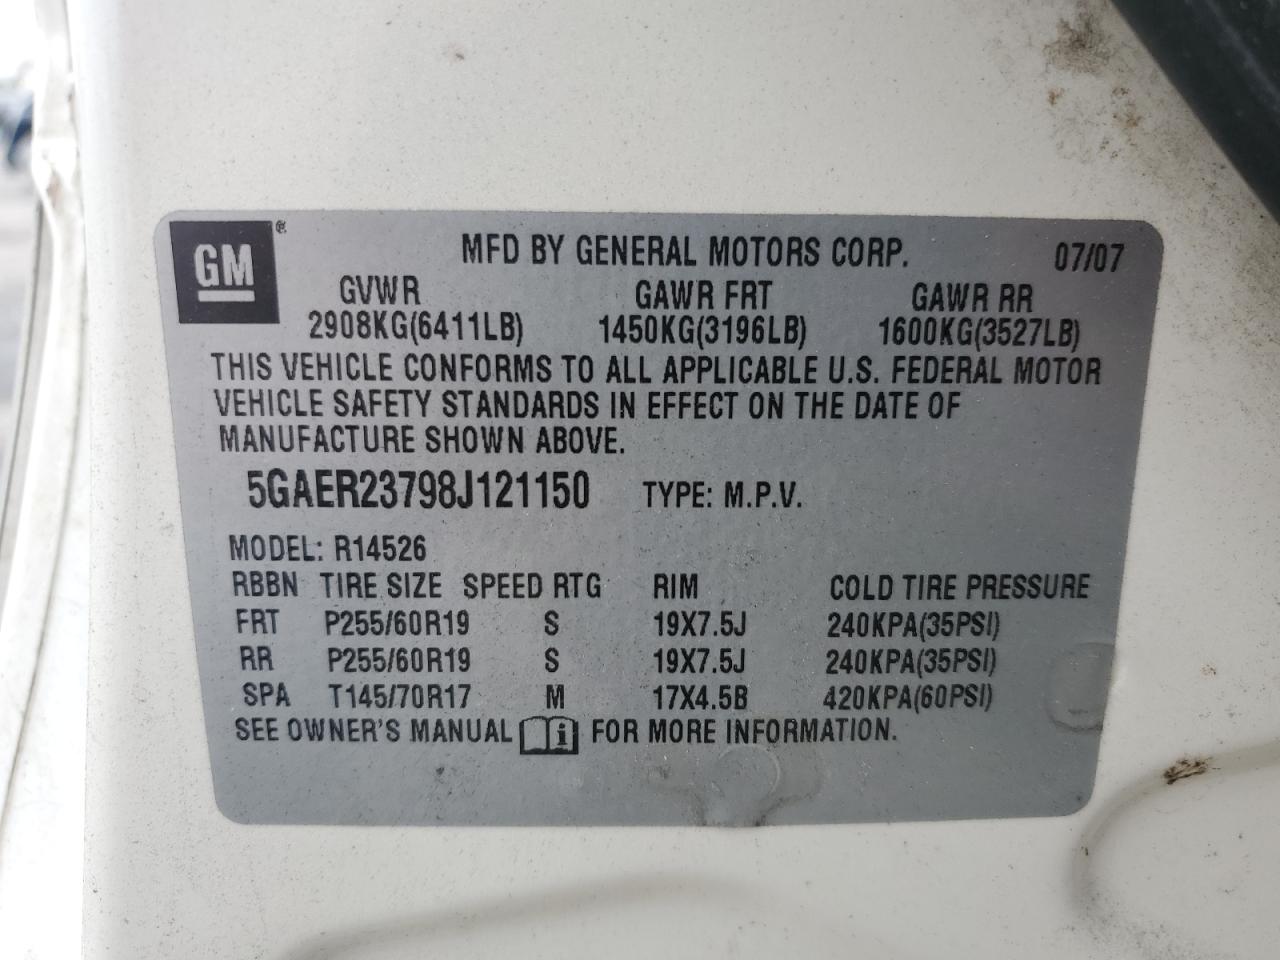 GM® MFD BY GENERAL MOTORS CORP. 07/07
GVWR GAWR FRT GAWR RR
2908KG(6411LB) 1450KG(3196LB) 1600KG(3527LB)
THIS VEHICLE CONFORMS TO ALL APPLICABLE U.S. FEDERAL MOTOR
VEHICLE SAFETY STANDARDS IN EFFECT ON THE DATE OF
MANUFACTURE SHOWN ABOVE.
5GAER23798J121150 TYPE: M.P.V.
MODEL: R14526
RBBN TIRE SIZE SPEED RTG RIM COLD TIRE PRESSURE
FRT P255/60R19 S 19X7.5J 240KPA(35PSI)
RR P255/60R19 S 19X7.5J 240KPA(35PSI)
SPA T145/70R17 M 17X4.5B 420KPA(60PSI)
SEE OWNER'S MANUAL i FOR MORE INFORMATION.